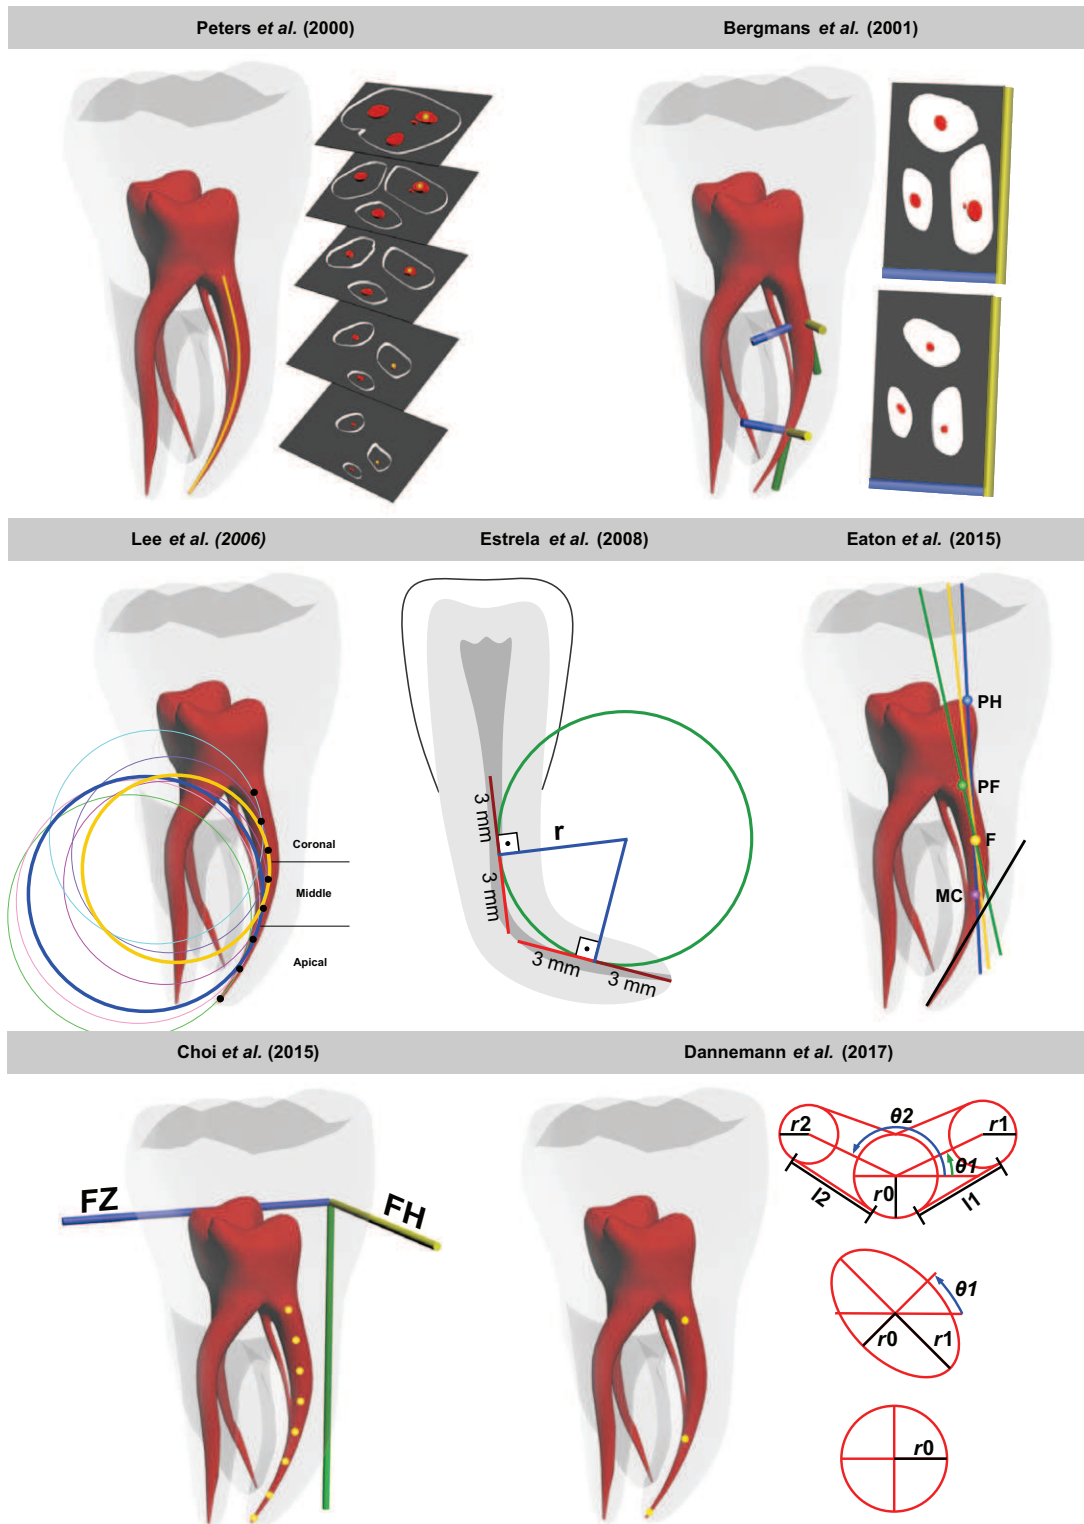 Peters et al. (2000)
Bergmans et al. (2001)
Lee et al. (2006)
Estrela et al. (2008)
Eaton et al. (2015)
Coronal
Middle
Apical
3 mm
3 mm
r
3 mm
3 mm
PH
PF
F
MC
Choi et al. (2015)
Dannemann et al. (2017)
FZ
FH
r2
θ2
r1
θ1
r0
l2
l1
θ1
r0
r1
r0